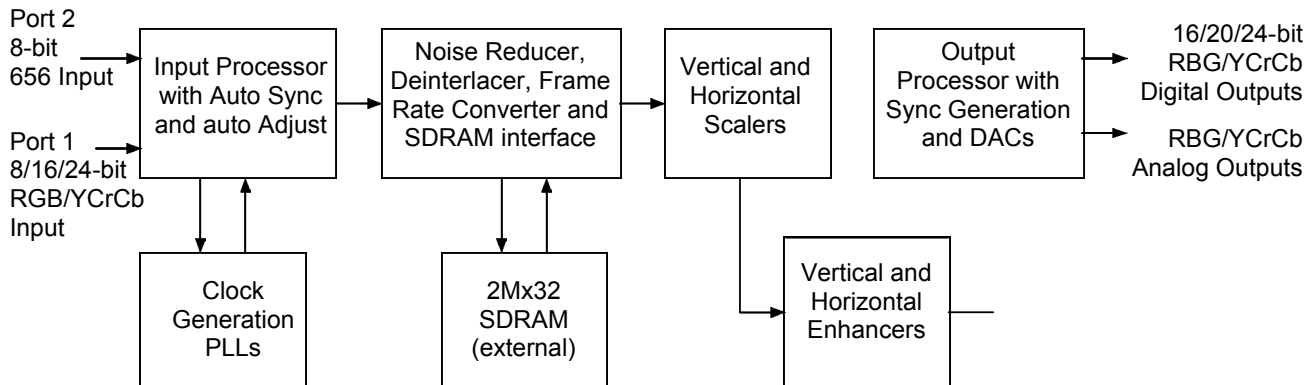 Port 2
8-bit
656 Input
Port 1
8/16/24-bit
RGB/YCrCb
Input
Input Processor
with Auto Sync
and auto Adjust
Noise Reducer,
Deinterlacer, Frame
Rate Converter and
SDRAM interface
Vertical and
Horizontal
Scalers
Output
Processor with
Sync Generation
and DACs
16/20/24-bit
RBG/YCrCb
Digital Outputs
RBG/YCrCb
Analog Outputs
Clock
Generation
PLLs
2Mx32
SDRAM
(external)
Vertical and
Horizontal
Enhancers